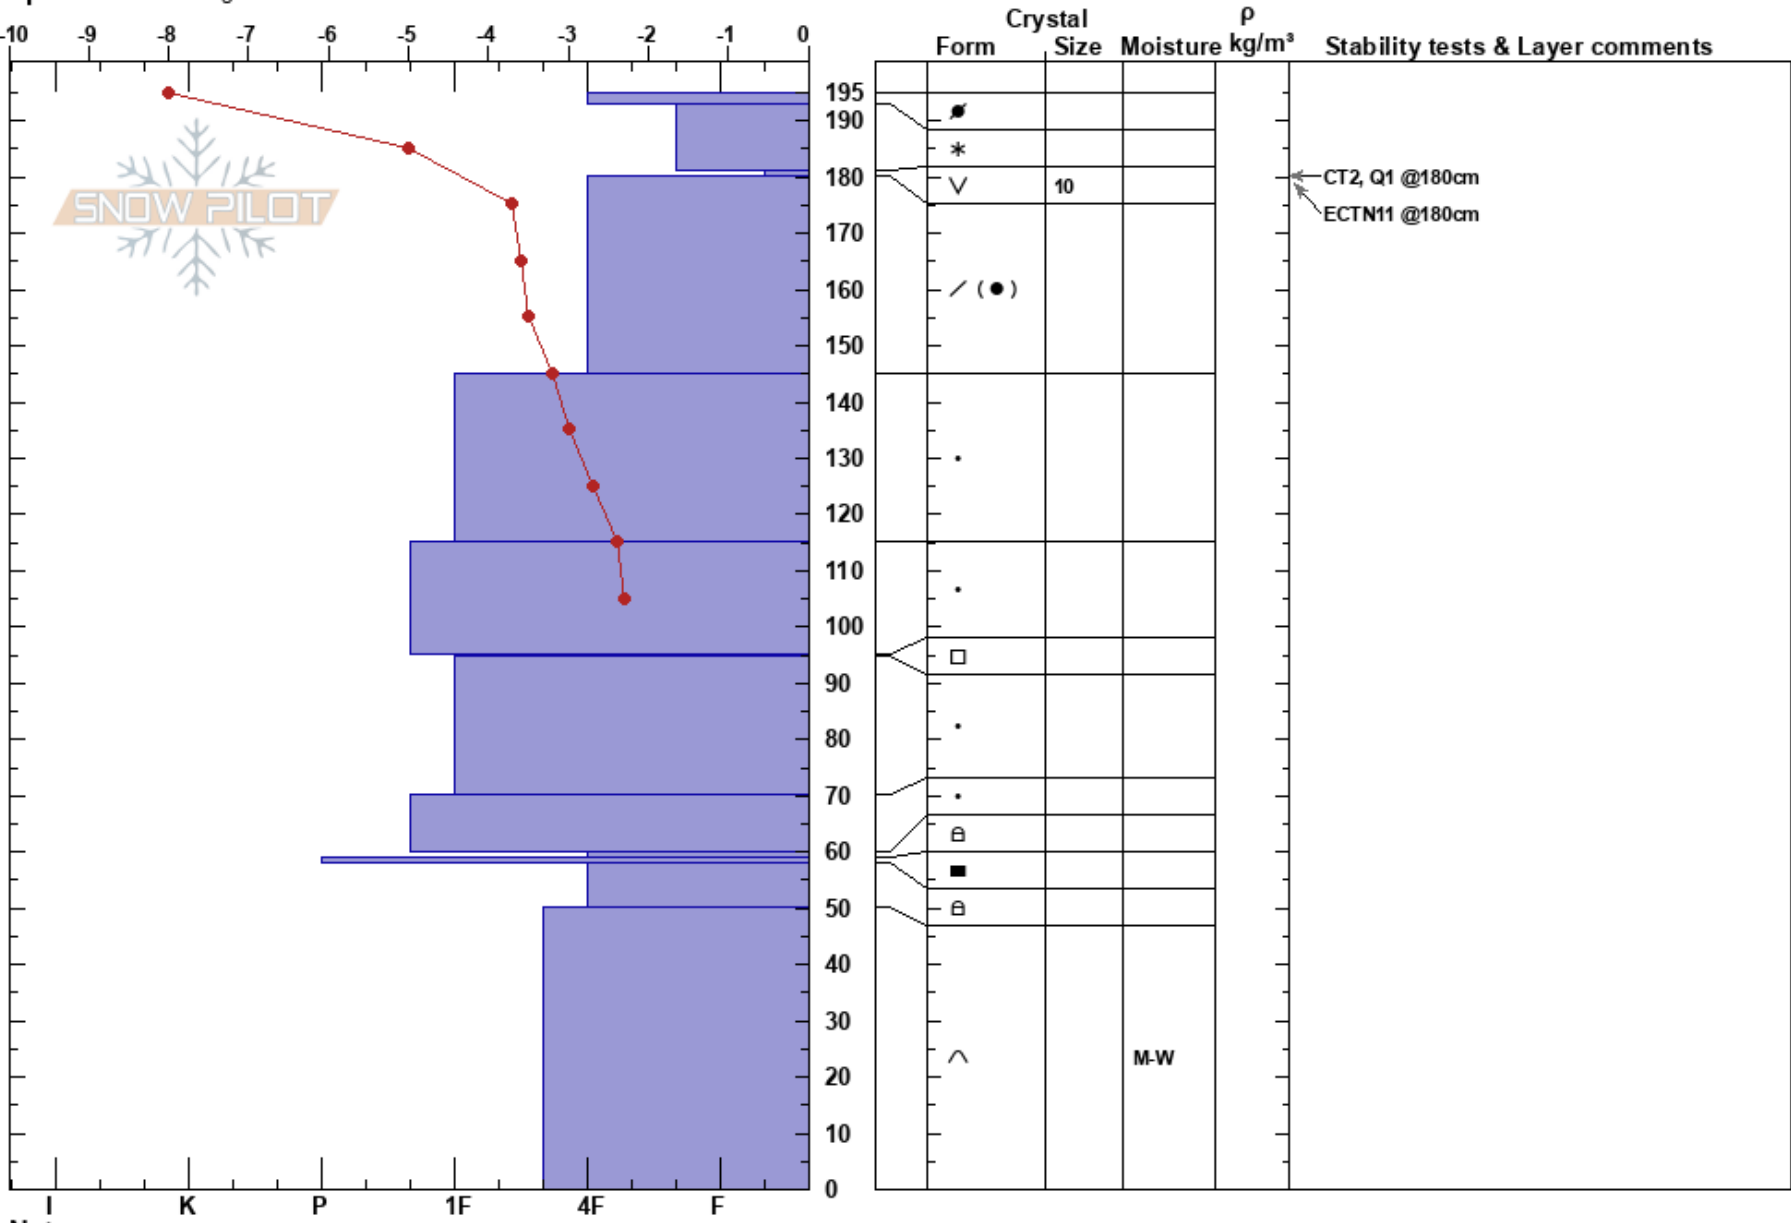 Crystal ρ
-10 -9 -8 -7 -6 -5 -4 -3 -2 -1 0
Form Size Moisture kg/m³ Stability tests & Layer comments
195
190
180
170
160
150
140
130
120
110
100
90
80
70
60
50
40
30
20
10
0
SNOW PILOT
10
CT2, Q1 @180cm
ECTN11 @180cm
M-W
I K P 1F 4F F